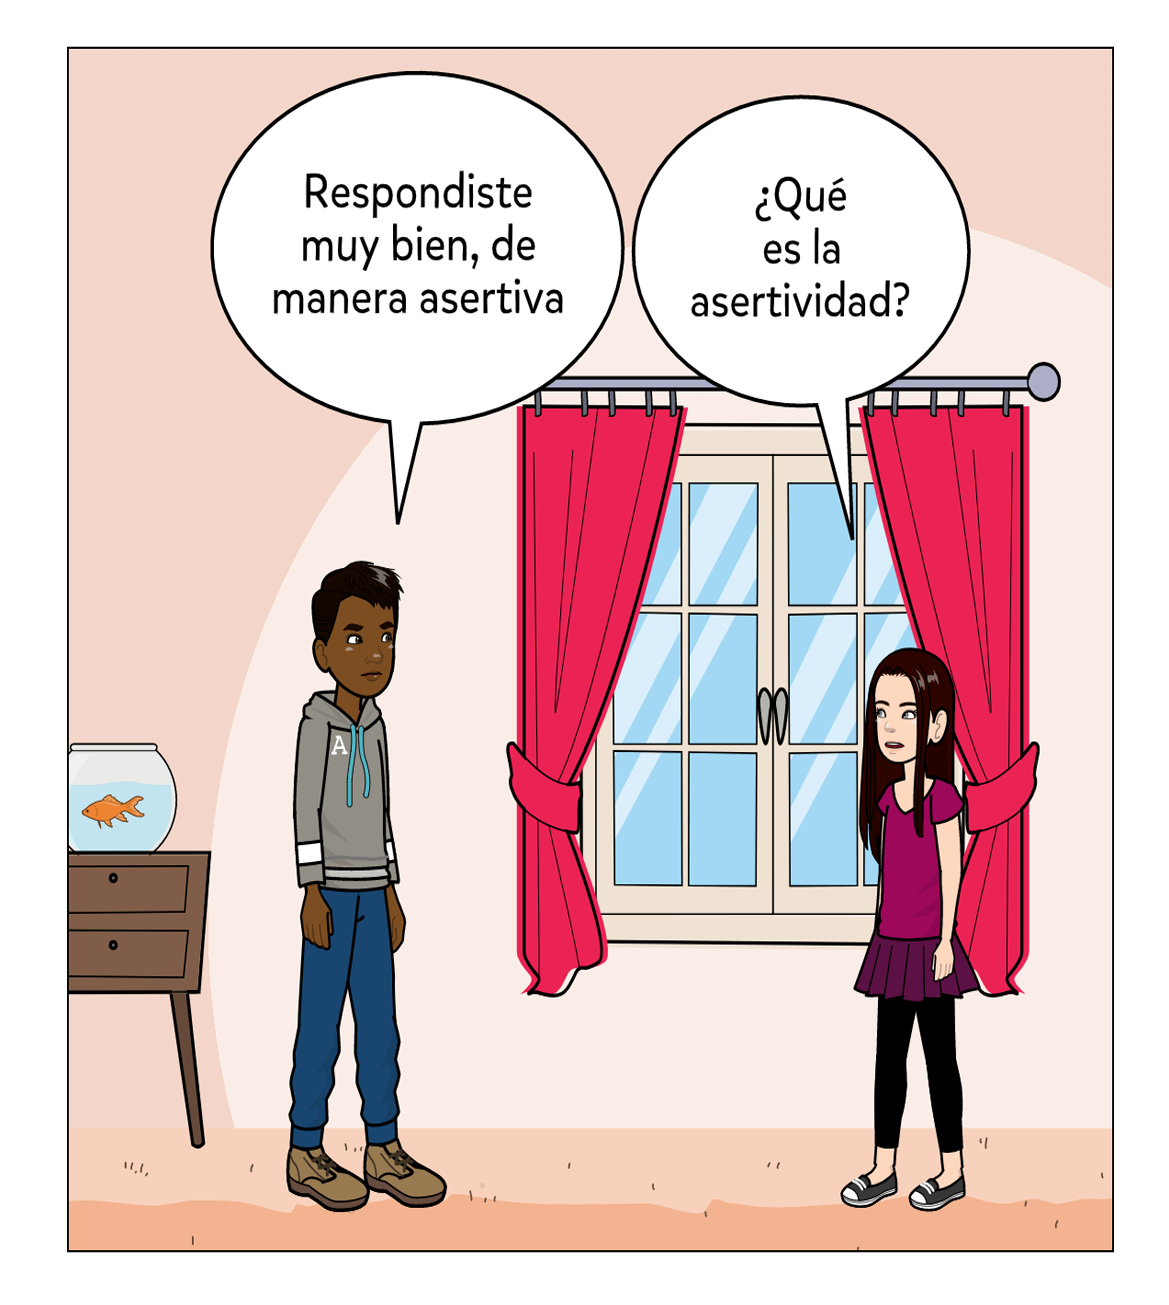 Respondiste
muy bien, de
manera asertiva
¿Qué
es la
asertividad?
A